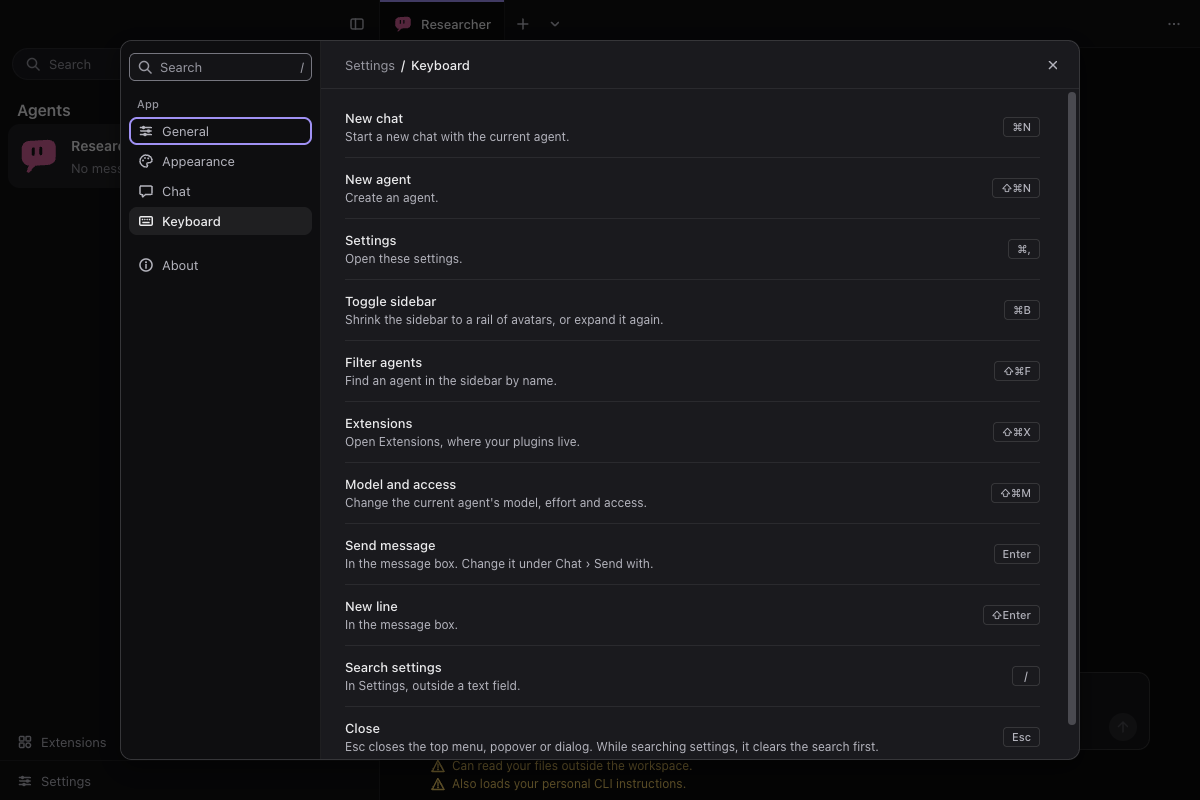 Researcher
Search
Agents
Resear
No mess
Extensions
Settings
Search /
App
General
Appearance
Chat
Keyboard
About
Settings / Keyboard
New chat
Start a new chat with the current agent.
⌘N
New agent
Create an agent.
⇧⌘N
Settings
Open these settings.
⌘,
Toggle sidebar
Shrink the sidebar to a rail of avatars, or expand it again.
⌘B
Filter agents
Find an agent in the sidebar by name.
⇧⌘F
Extensions
Open Extensions, where your plugins live.
⇧⌘X
Model and access
Change the current agent's model, effort and access.
⇧⌘M
Send message
In the message box. Change it under Chat › Send with.
Enter
New line
In the message box.
⇧Enter
Search settings
In Settings, outside a text field.
/
Close
Esc closes the top menu, popover or dialog. While searching settings, it clears the search first.
Esc
Can read your files outside the workspace.
Also loads your personal CLI instructions.